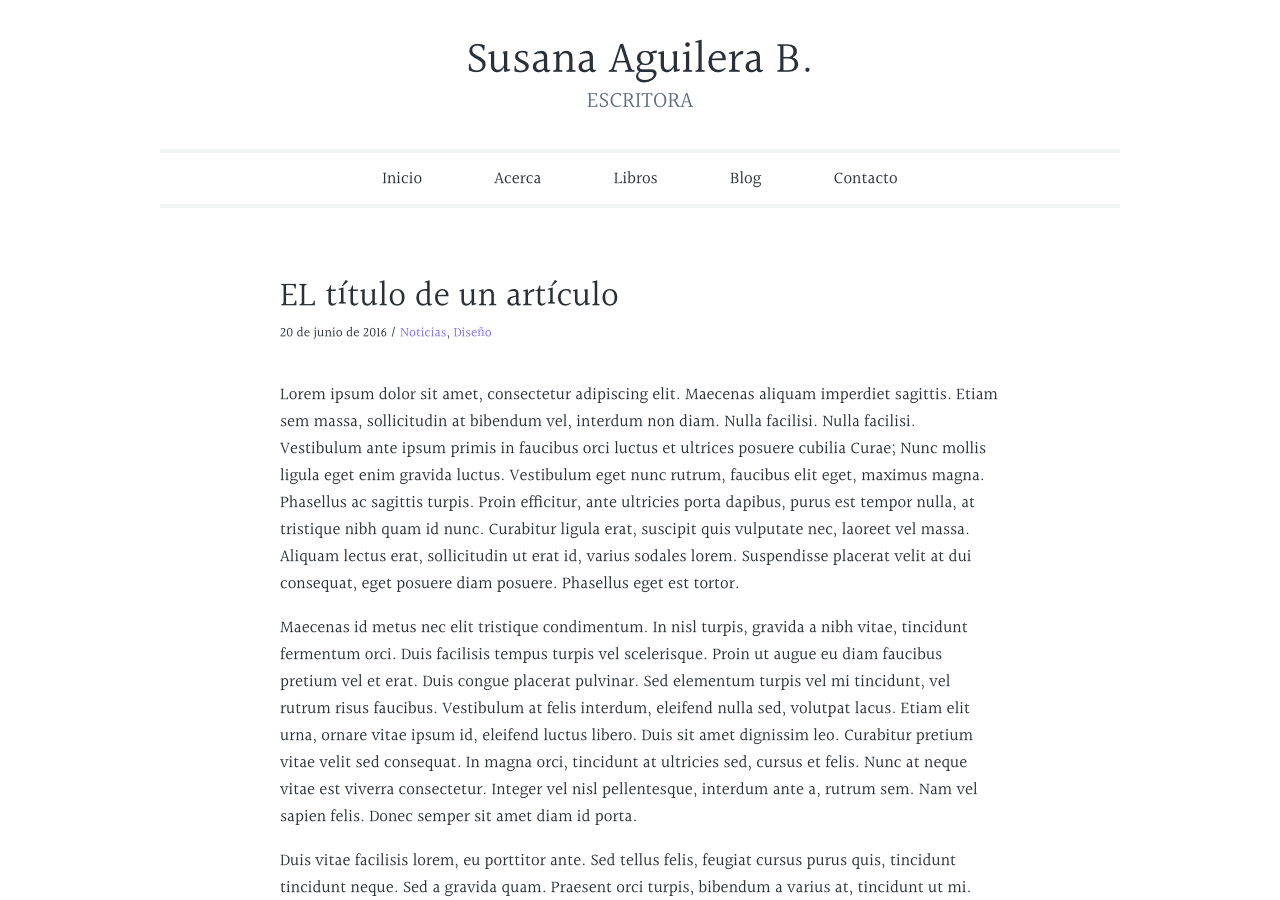 Susana Aguilera B.
ESCRITORA
Inicio Acerca Libros Blog Contacto
EL título de un artículo
20 de junio de 2016 / Noticias, Diseño
Lorem ipsum dolor sit amet, consectetur adipiscing elit. Maecenas aliquam imperdiet sagittis. Etiam
sem massa, sollicitudin at bibendum vel, interdum non diam. Nulla facilisi. Nulla facilisi.
Vestibulum ante ipsum primis in faucibus orci luctus et ultrices posuere cubilia Curae; Nunc mollis
ligula eget enim gravida luctus. Vestibulum eget nunc rutrum, faucibus elit eget, maximus magna.
Phasellus ac sagittis turpis. Proin efficitur, ante ultricies porta dapibus, purus est tempor nulla, at
tristique nibh quam id nunc. Curabitur ligula erat, suscipit quis vulputate nec, laoreet vel massa.
Aliquam lectus erat, sollicitudin ut erat id, varius sodales lorem. Suspendisse placerat velit at dui
consequat, eget posuere diam posuere. Phasellus eget est tortor.
Maecenas id metus nec elit tristique condimentum. In nisl turpis, gravida a nibh vitae, tincidunt
fermentum orci. Duis facilisis tempus turpis vel scelerisque. Proin ut augue eu diam faucibus
pretium vel et erat. Duis congue placerat pulvinar. Sed elementum turpis vel mi tincidunt, vel
rutrum risus faucibus. Vestibulum at felis interdum, eleifend nulla sed, volutpat lacus. Etiam elit
urna, ornare vitae ipsum id, eleifend luctus libero. Duis sit amet dignissim leo. Curabitur pretium
vitae velit sed consequat. In magna orci, tincidunt at ultricies sed, cursus et felis. Nunc at neque
vitae est viverra consectetur. Integer vel nisl pellentesque, interdum ante a, rutrum sem. Nam vel
sapien felis. Donec semper sit amet diam id porta.
Duis vitae facilisis lorem, eu porttitor ante. Sed tellus felis, feugiat cursus purus quis, tincidunt
tincidunt neque. Sed a gravida quam. Praesent orci turpis, bibendum a varius at, tincidunt ut mi.